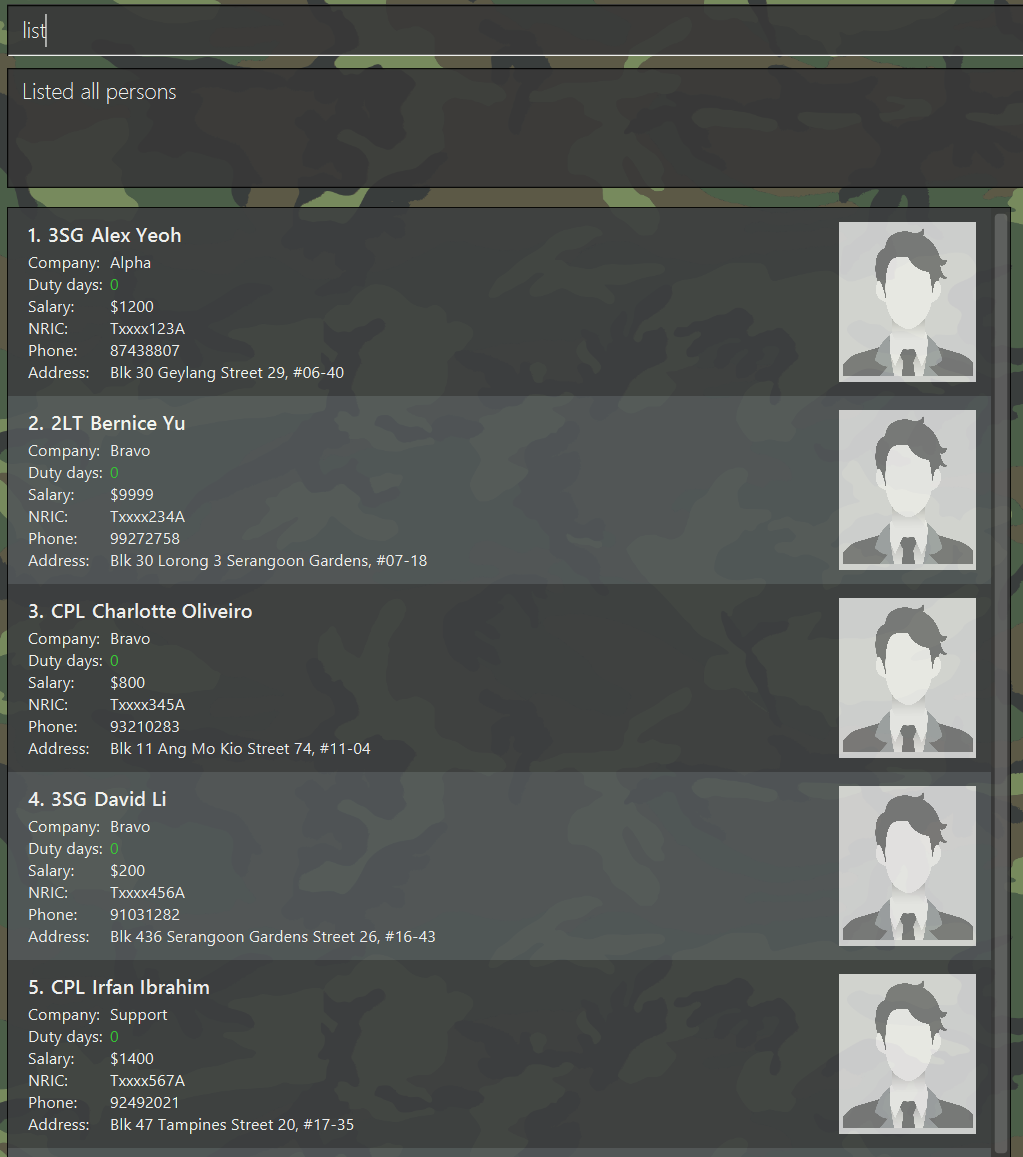 list
Listed all persons
1. 3SG Alex Yeoh
Company: Alpha
Duty days: 0
Salary: $1200
NRIC: Txxxx123A
Phone: 87438807
Address: Blk 30 Geylang Street 29, #06-40
2. 2LT Bernice Yu
Company: Bravo
Duty days: 0
Salary: $9999
NRIC: Txxxx234A
Phone: 99272758
Address: Blk 30 Lorong 3 Serangoon Gardens, #07-18
3. CPL Charlotte Oliveiro
Company: Bravo
Duty days: 0
Salary: $800
NRIC: Txxxx345A
Phone: 93210283
Address: Blk 11 Ang Mo Kio Street 74, #11-04
4. 3SG David Li
Company: Bravo
Duty days: 0
Salary: $200
NRIC: Txxxx456A
Phone: 91031282
Address: Blk 436 Serangoon Gardens Street 26, #16-43
5. CPL Irfan Ibrahim
Company: Support
Duty days: 0
Salary: $1400
NRIC: Txxxx567A
Phone: 92492021
Address: Blk 47 Tampines Street 20, #17-35